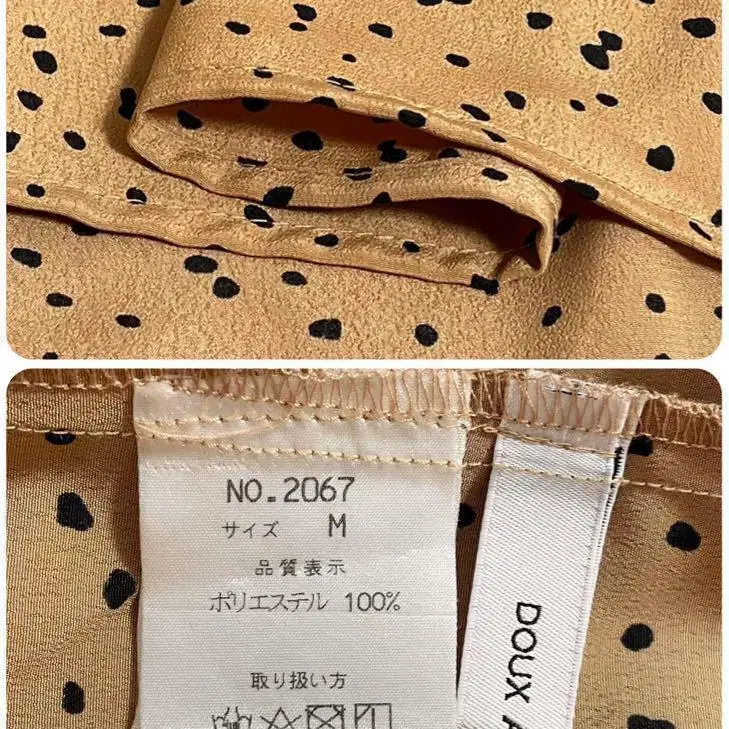 NO.2067
サイズ M
品質表示
ポリエステル 100%
取り扱い方
DOUX A